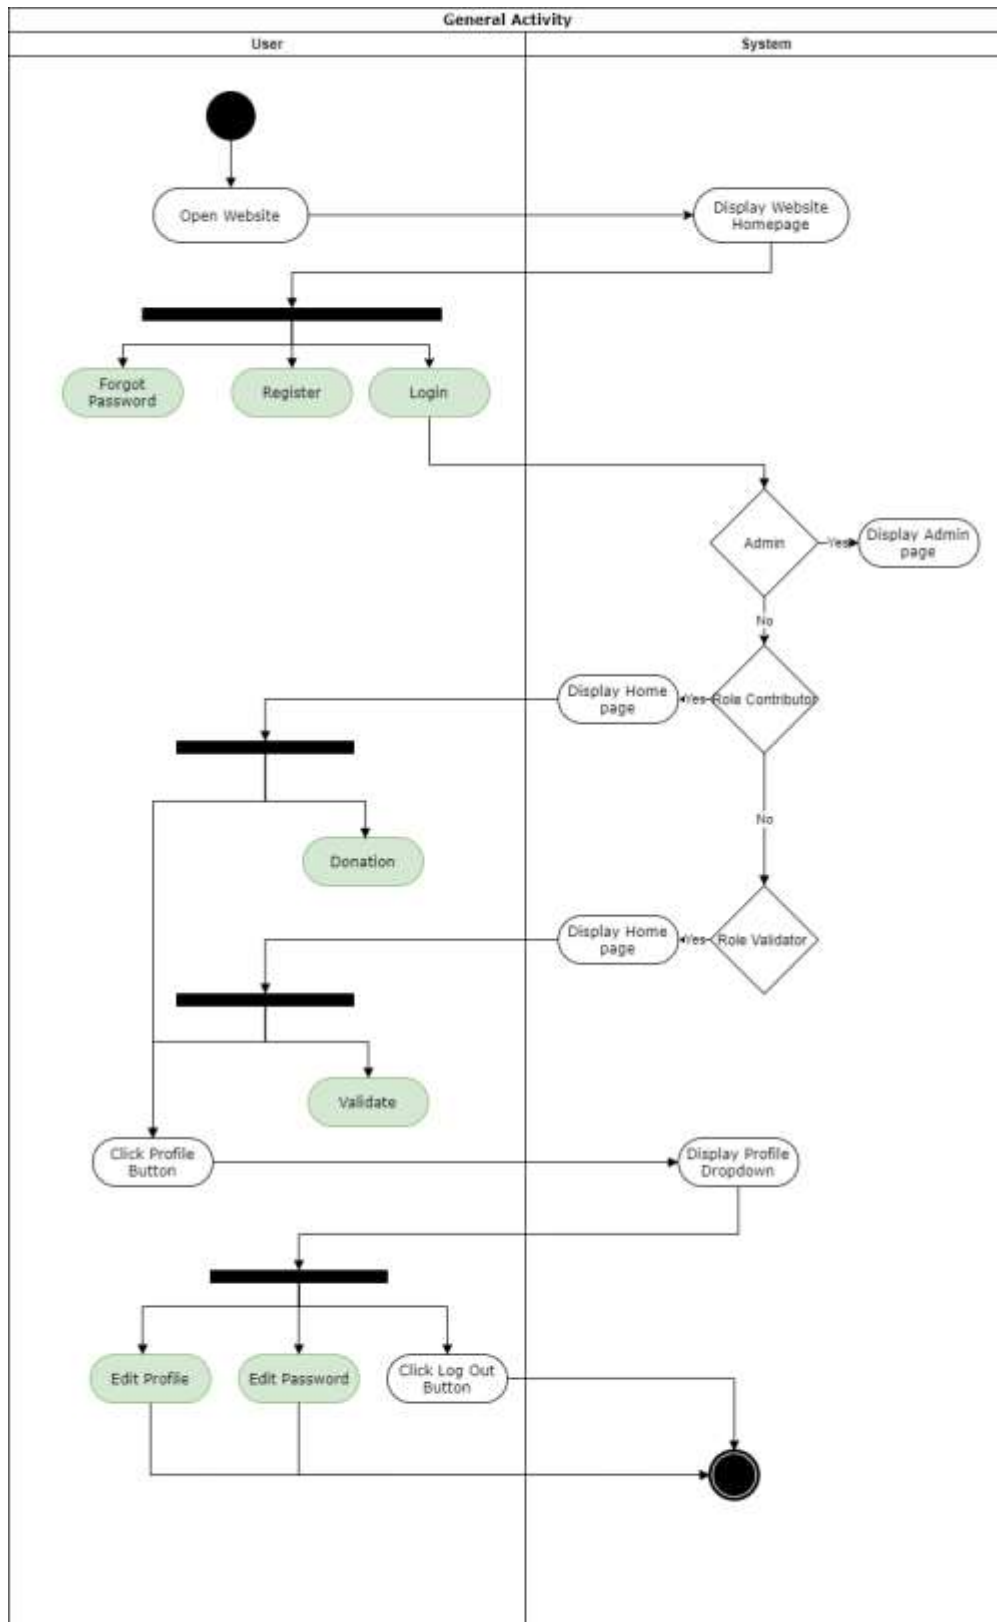 General Activity
User
System
Open Website
Display Website
Homepage
Forgot
Password
Register
Login
Admin
Yes
Display Admin
page
No
Display Home
page
Yes
Role Contributor
No
Donation
Display Home
page
Yes
Role Validator
Validate
Click Profile
Button
Display Profile
Dropdown
Edit Profile
Edit Password
Click Log Out
Button